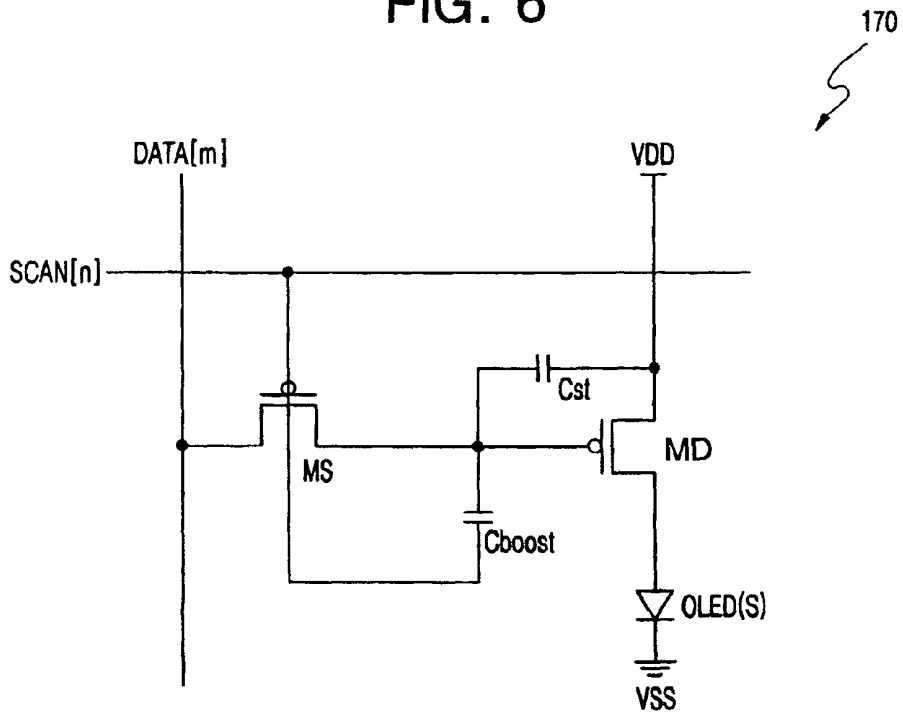 FIG. 6
170
DATA[m]
VDD
SCAN[n]
Cst
MS
MD
Cboost
OLED(S)
VSS